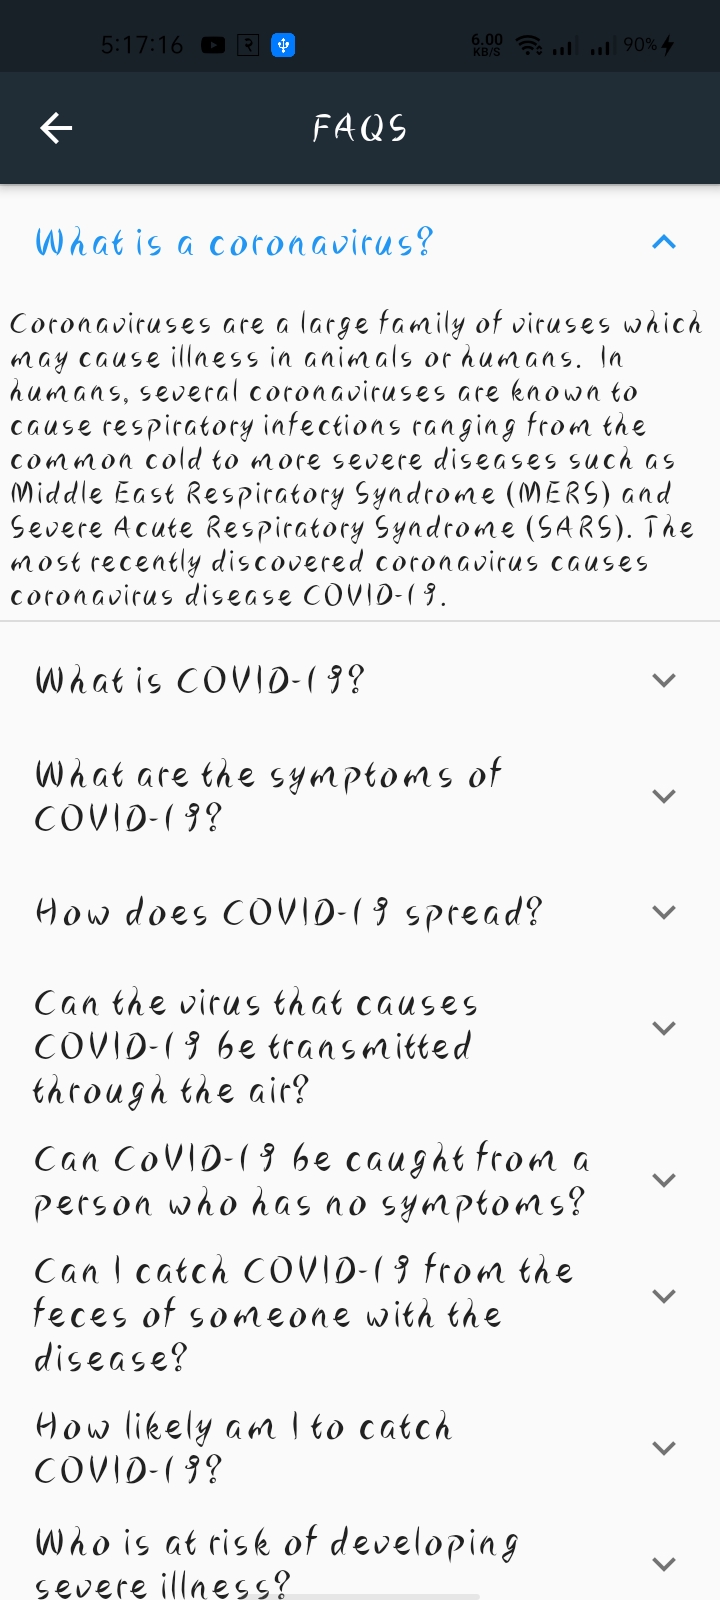 5:17:16
6.00
KB/S
90%
FAQS
What is a coronavirus?
Coronaviruses are a large family of viruses which
may cause illness in animals or humans.  In
humans, several coronaviruses are known to
cause respiratory infections ranging from the
common cold to more severe diseases such as
Middle East Respiratory Syndrome (MERS) and
Severe Acute Respiratory Syndrome (SARS). The
most recently discovered coronavirus causes
coronavirus disease COVID-19.
What is COVID-19?
What are the symptoms of
COVID-19?
How does COVID-19 spread?
Can the virus that causes
COVID-19 be transmitted
through the air?
Can CoVID-19 be caught from a
person who has no symptoms?
Can I catch COVID-19 from the
feces of someone with the
disease?
How likely am I to catch
COVID-19?
Who is at risk of developing
severe illness?